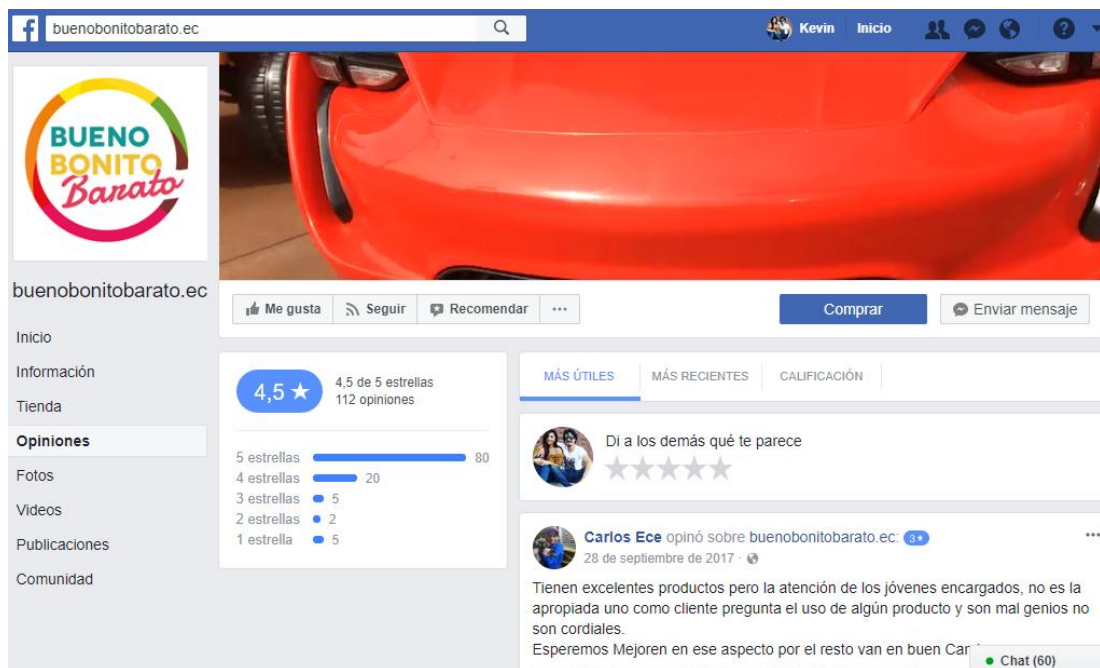 buenobonitobarato.ec
Kevin
Inicio
BUENO
BONITO
Barato
buenobonitobarato.ec
Inicio
Información
Tienda
Opiniones
Fotos
Videos
Publicaciones
Comunidad
Me gusta
Seguir
Recomendar
Comprar
Enviar mensaje
4,5 ★
4,5 de 5 estrellas
112 opiniones
5 estrellas 80
4 estrellas 20
3 estrellas 5
2 estrellas 2
1 estrella 5
MÁS ÚTILES
MÁS RECIENTES
CALIFICACIÓN
Di a los demás qué te parece
Carlos Ece opinó sobre buenobonitobarato.ec: 3★
28 de septiembre de 2017
Tienen excelentes productos pero la atención de los jóvenes encargados, no es la
apropiada uno como cliente pregunta el uso de algún producto y son mal genios no
son cordiales.
Esperemos Mejoren en ese aspecto por el resto van en buen
Chat (60)